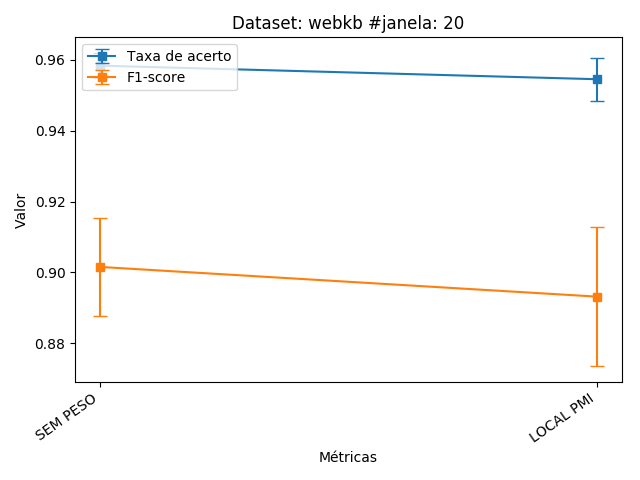 Dataset: webkb #janela: 20
Taxa de acerto
F1-score
Valor
0.96
0.94
0.92
0.90
0.88
SEM PESO
LOCAL PMI
Métricas